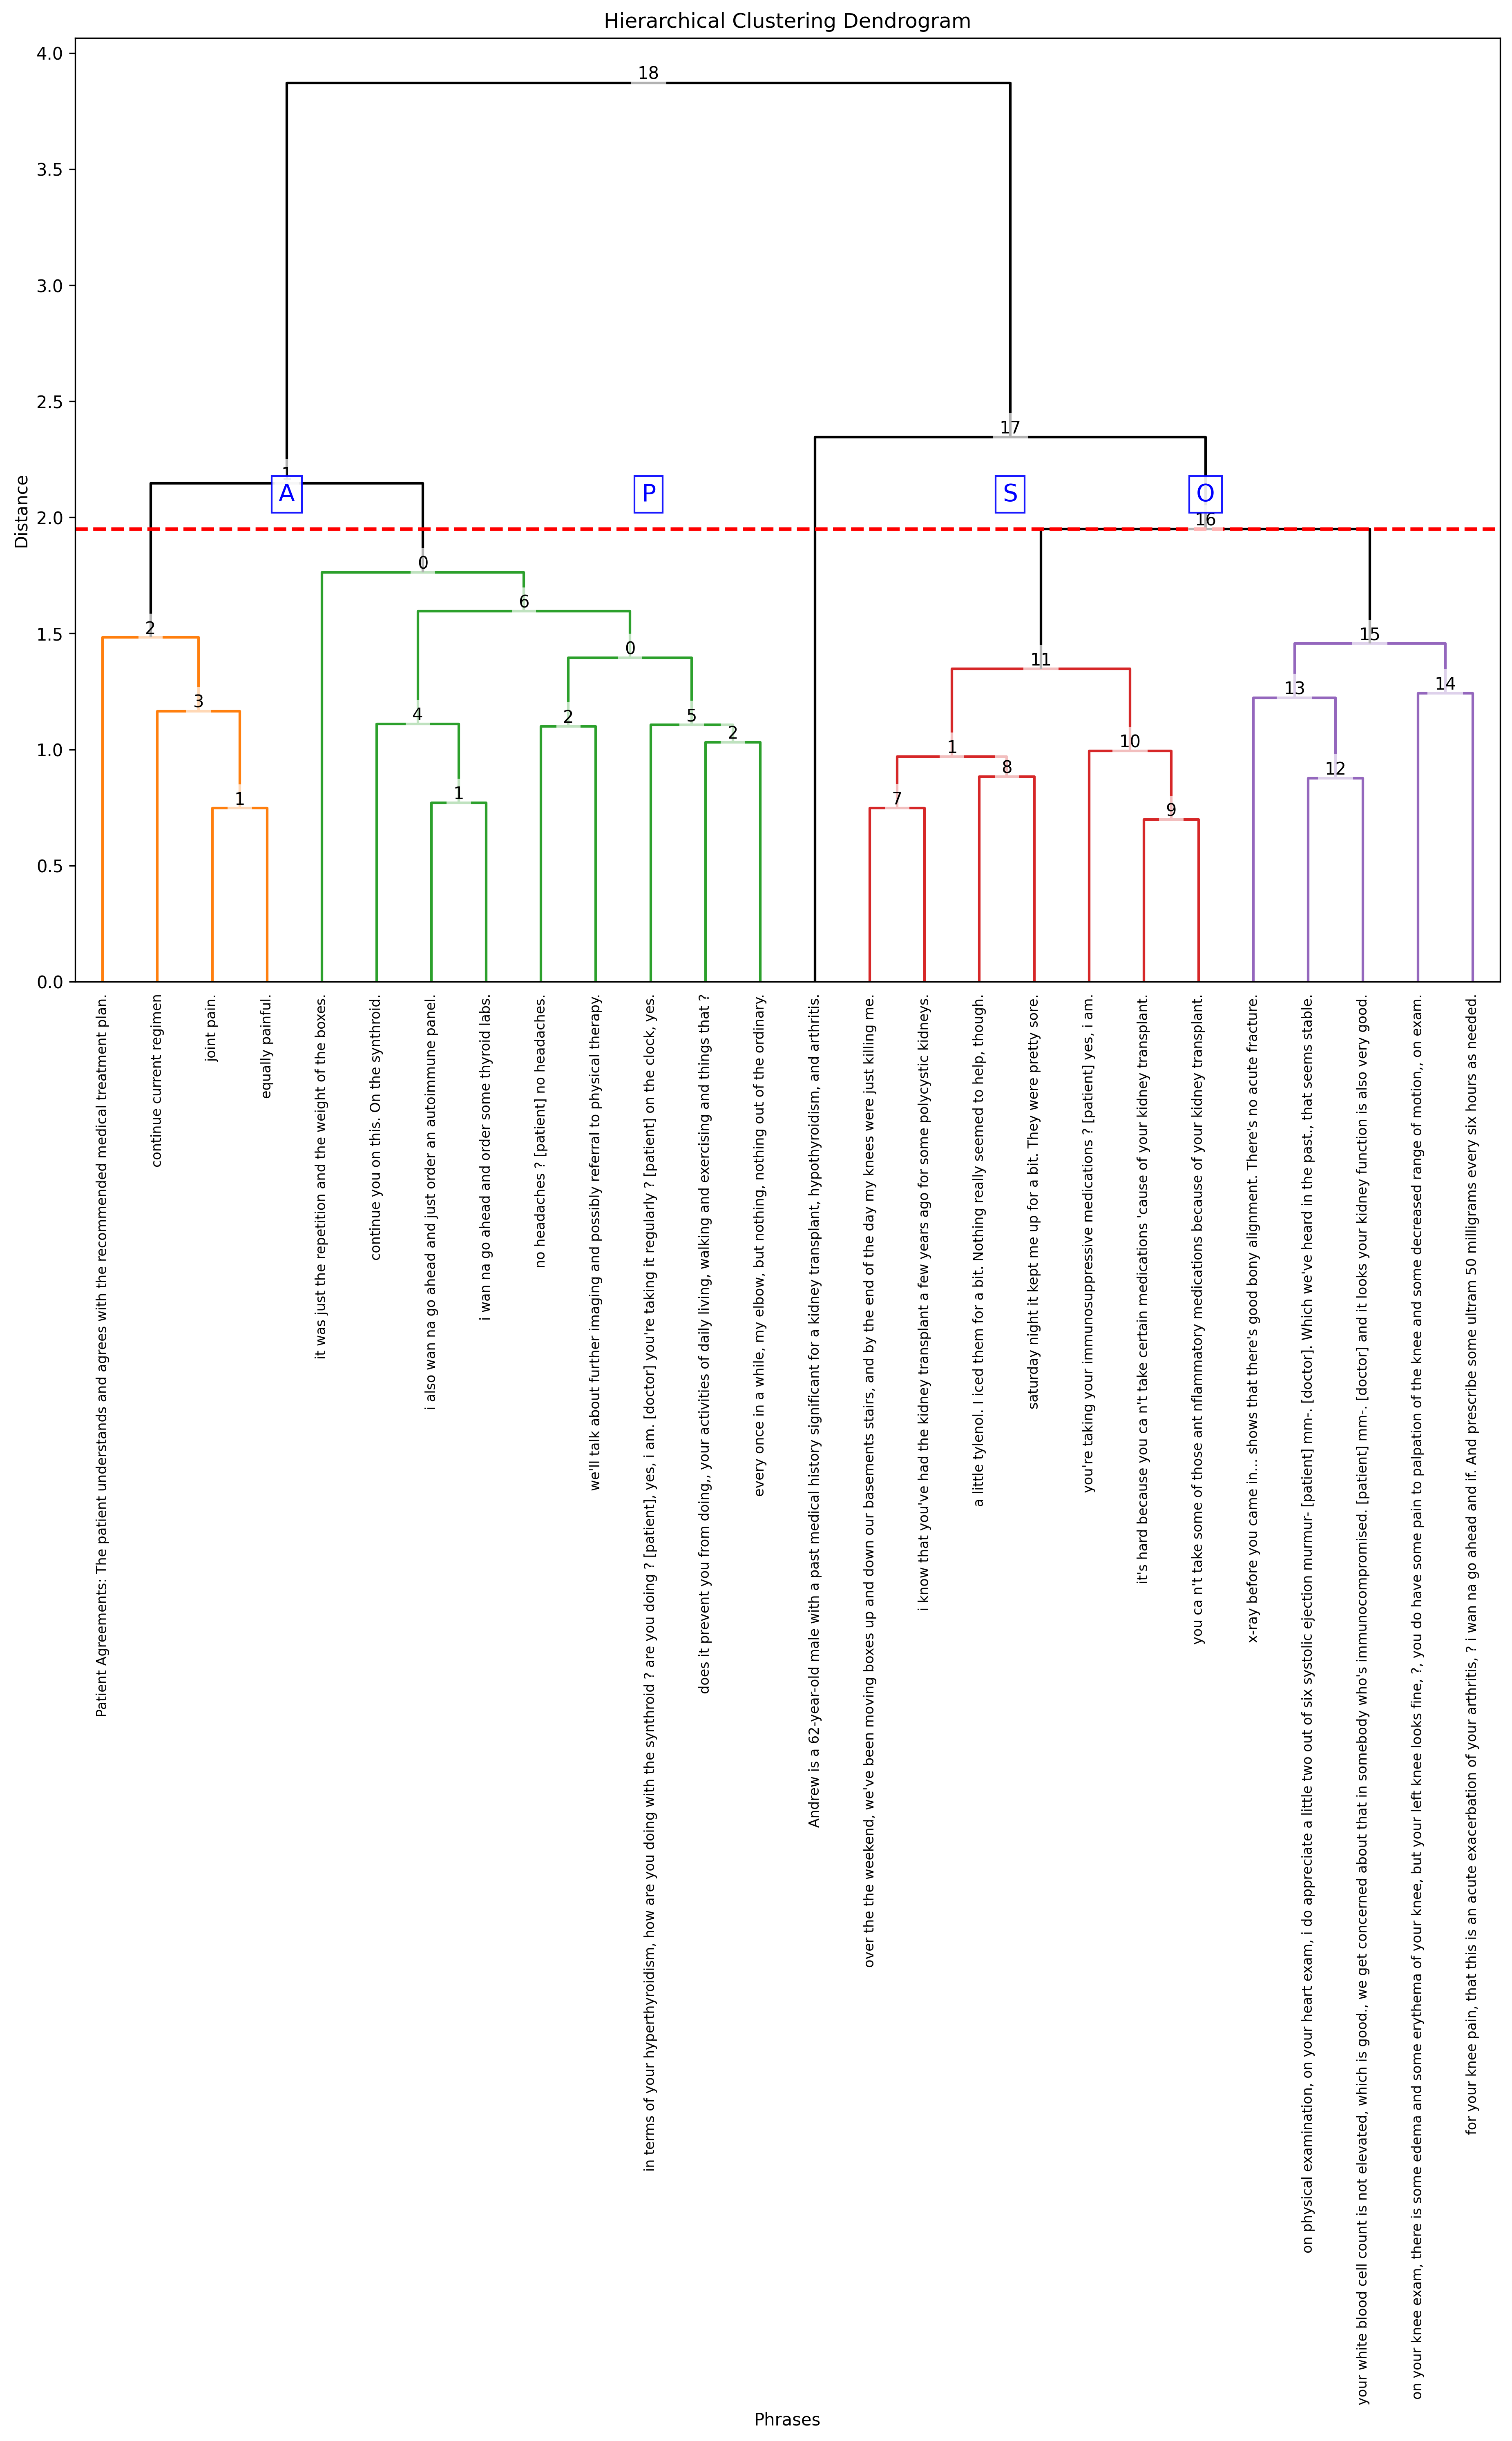 Hierarchical Clustering Dendrogram
4.0
3.5
3.0
2.5
2.0
1.5
1.0
0.5
0.0
Distance
18
17
1
A
P
S
O
16
0
6
2
0
15
11
3
4
2
5
2
13
14
1
10
8
12
1
1
7
9
Patient Agreements: The patient understands and agrees with the recommended medical treatment plan.
continue current regimen
joint pain.
equally painful.
it was just the repetition and the weight of the boxes.
continue you on this. On the synthroid.
i also wan na go ahead and just order an autoimmune panel.
i wan na go ahead and order some thyroid labs.
no headaches ? [patient] no headaches.
we'll talk about further imaging and possibly referral to physical therapy.
in terms of your hyperthyroidism, how are you doing with the synthroid ? are you doing ? [patient], yes, i am. [doctor] you're taking it regularly ? [patient] on the clock, yes.
does it prevent you from doing,, your activities of daily living, walking and exercising and things that ?
every once in a while, my elbow, but nothing, nothing out of the ordinary.
Andrew is a 62-year-old male with a past medical history significant for a kidney transplant, hypothyroidism, and arthritis.
over the the weekend, we've been moving boxes up and down our basements stairs, and by the end of the day my knees were just killing me.
i know that you've had the kidney transplant a few years ago for some polycystic kidneys.
a little tylenol. I iced them for a bit. Nothing really seemed to help, though.
saturday night it kept me up for a bit. They were pretty sore.
you're taking your immunosuppressive medications ? [patient] yes, i am.
it's hard because you ca n't take certain medications 'cause of your kidney transplant.
you ca n't take some of those ant nflammatory medications because of your kidney transplant.
x-ray before you came in... shows that there's good bony alignment. There's no acute fracture.
on physical examination, on your heart exam, i do appreciate a little two out of six systolic ejection murmur- [patient] mm-. [doctor]. Which we've heard in the past., that seems stable.
your white blood cell count is not elevated, which is good., we get concerned about that in somebody who's immunocompromised. [patient] mm-. [doctor] and it looks your kidney function is also very good.
on your knee exam, there is some edema and some erythema of your knee, but your left knee looks fine, ?, you do have some pain to palpation of the knee and some decreased range of motion,, on exam.
for your knee pain, that this is an acute exacerbation of your arthritis, ? i wan na go ahead and if. And prescribe some ultram 50 milligrams every six hours as needed.
Phrases